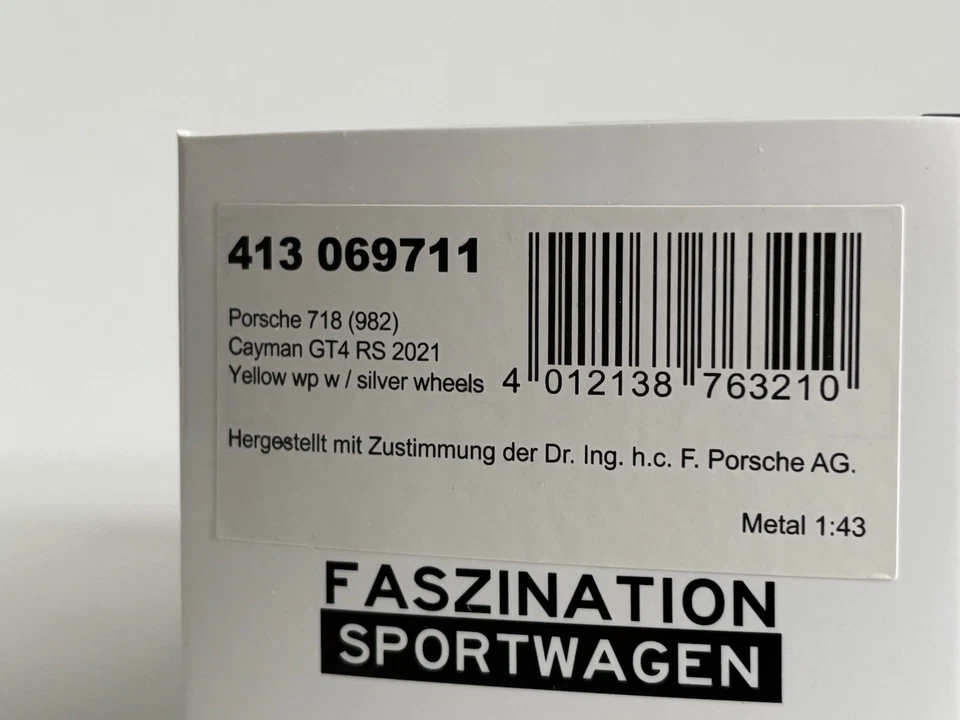 413 069711
Porsche 718 (982)
Cayman GT4 RS 2021
Yellow wp w / silver wheels
4 012138 763210
Hergestellt mit Zustimmung der Dr. Ing. h.c. F. Porsche AG.
Metal 1:43
FASZINATION
SPORTWAGEN